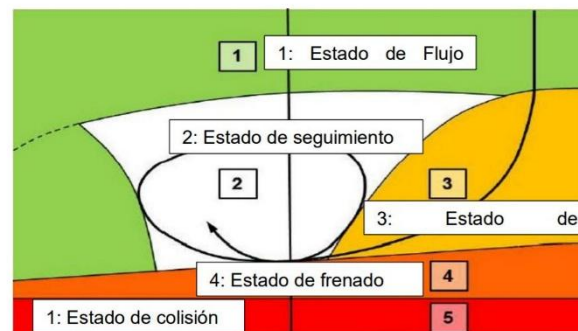 1
1: Estado de Flujo
2: Estado de seguimiento
2
3
3: Estado de
4: Estado de frenado
4
1: Estado de colisión
5